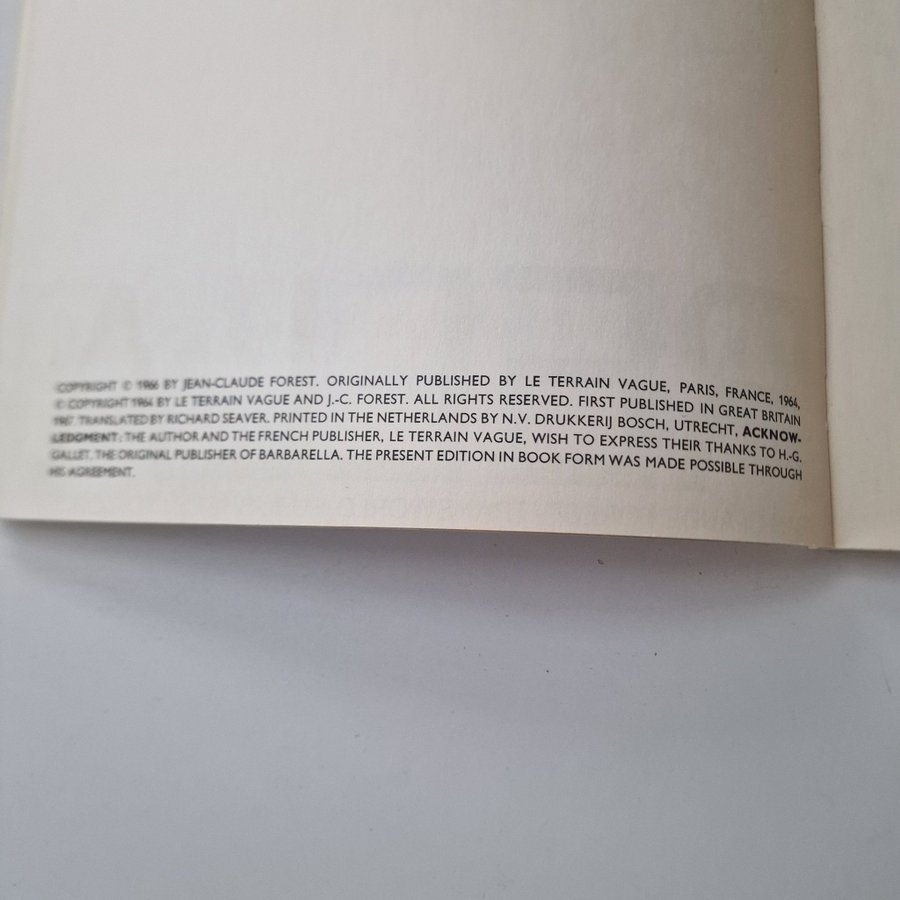 COPYRIGHT © 1966 BY JEAN-CLAUDE FOREST. ORIGINALLY PUBLISHED BY LE TERRAIN VAGUE, PARIS, FRANCE, 1964,
© COPYRIGHT 1964 BY LE TERRAIN VAGUE AND J.-C. FOREST. ALL RIGHTS RESERVED. FIRST PUBLISHED IN GREAT BRITAIN
1967. TRANSLATED BY RICHARD SEAVER. PRINTED IN THE NETHERLANDS BY N.V. DRUKKERIJ BOSCH, UTRECHT, ACKNOW-
LEDGMENT: THE AUTHOR AND THE FRENCH PUBLISHER, LE TERRAIN VAGUE, WISH TO EXPRESS THEIR THANKS TO H.-G.
GALLET, THE ORIGINAL PUBLISHER OF BARBARELLA. THE PRESENT EDITION IN BOOK FORM WAS MADE POSSIBLE THROUGH
HIS AGREEMENT.